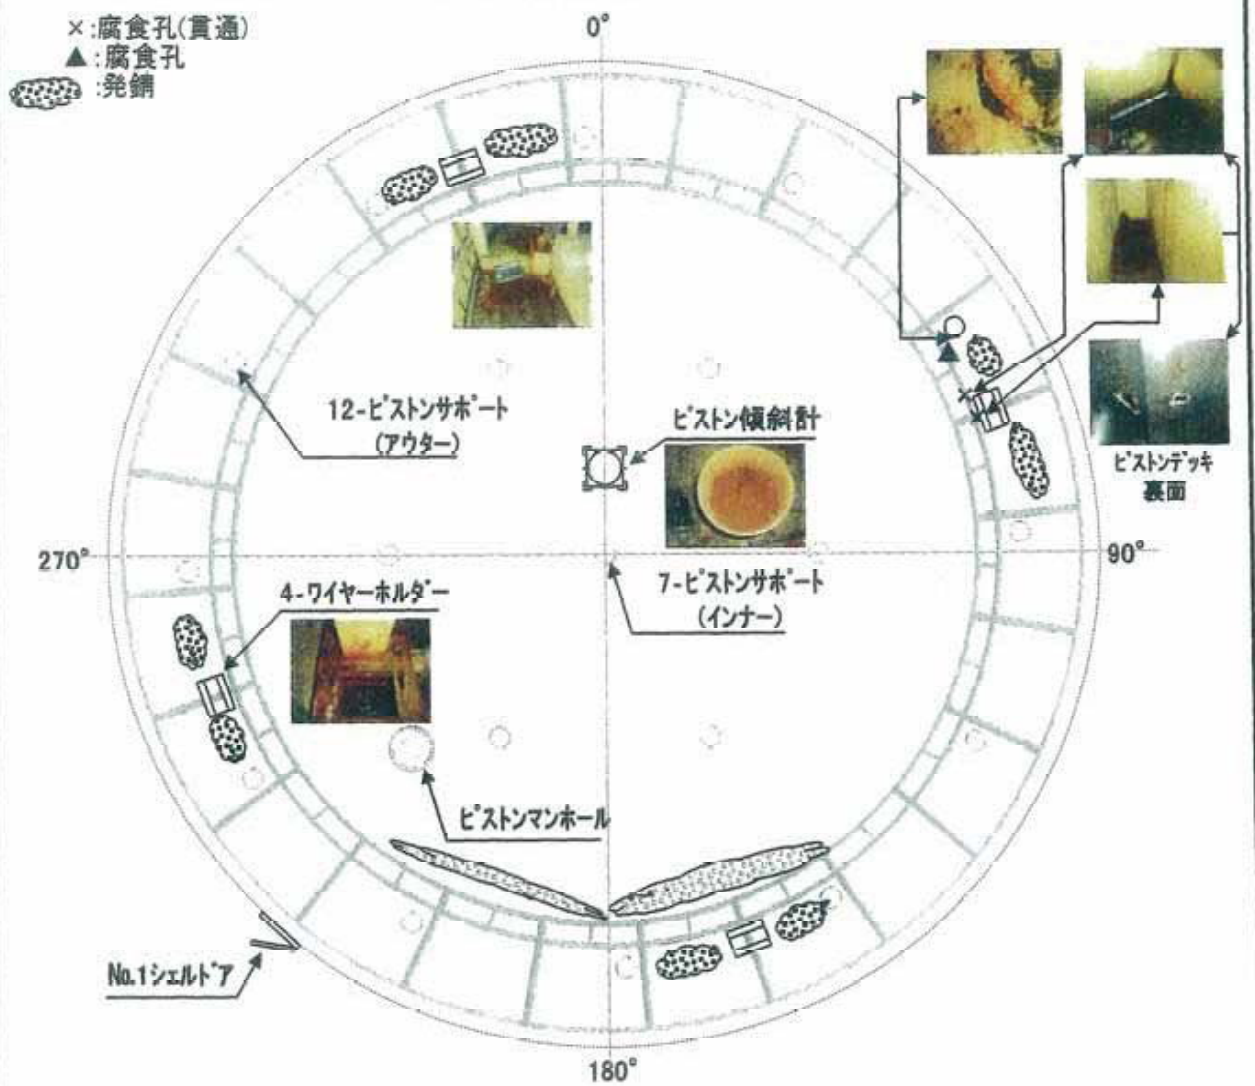 ×:腐食孔(貫通)
▲:腐食孔
:発錆
0°
12-ピストンサポート
(アウター)
ピストン傾斜計
ピストンデッキ
裏面
270°
90°
4-ワイヤーホルダー
7-ピストンサポート
(インナー)
ピストンマンホール
No.1シェルドア
180°